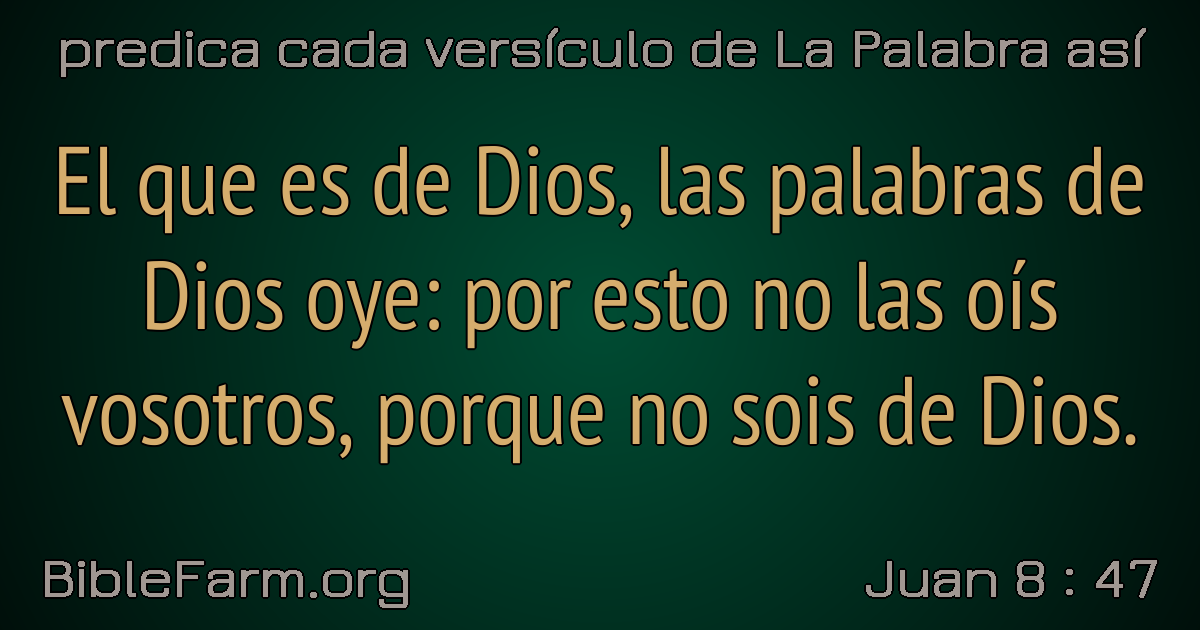 predica cada versículo de La Palabra así
El que es de Dios, las palabras de
Dios oye: por esto no las oís
vosotros, porque no sois de Dios.
BibleFarm.org
Juan 8 : 47